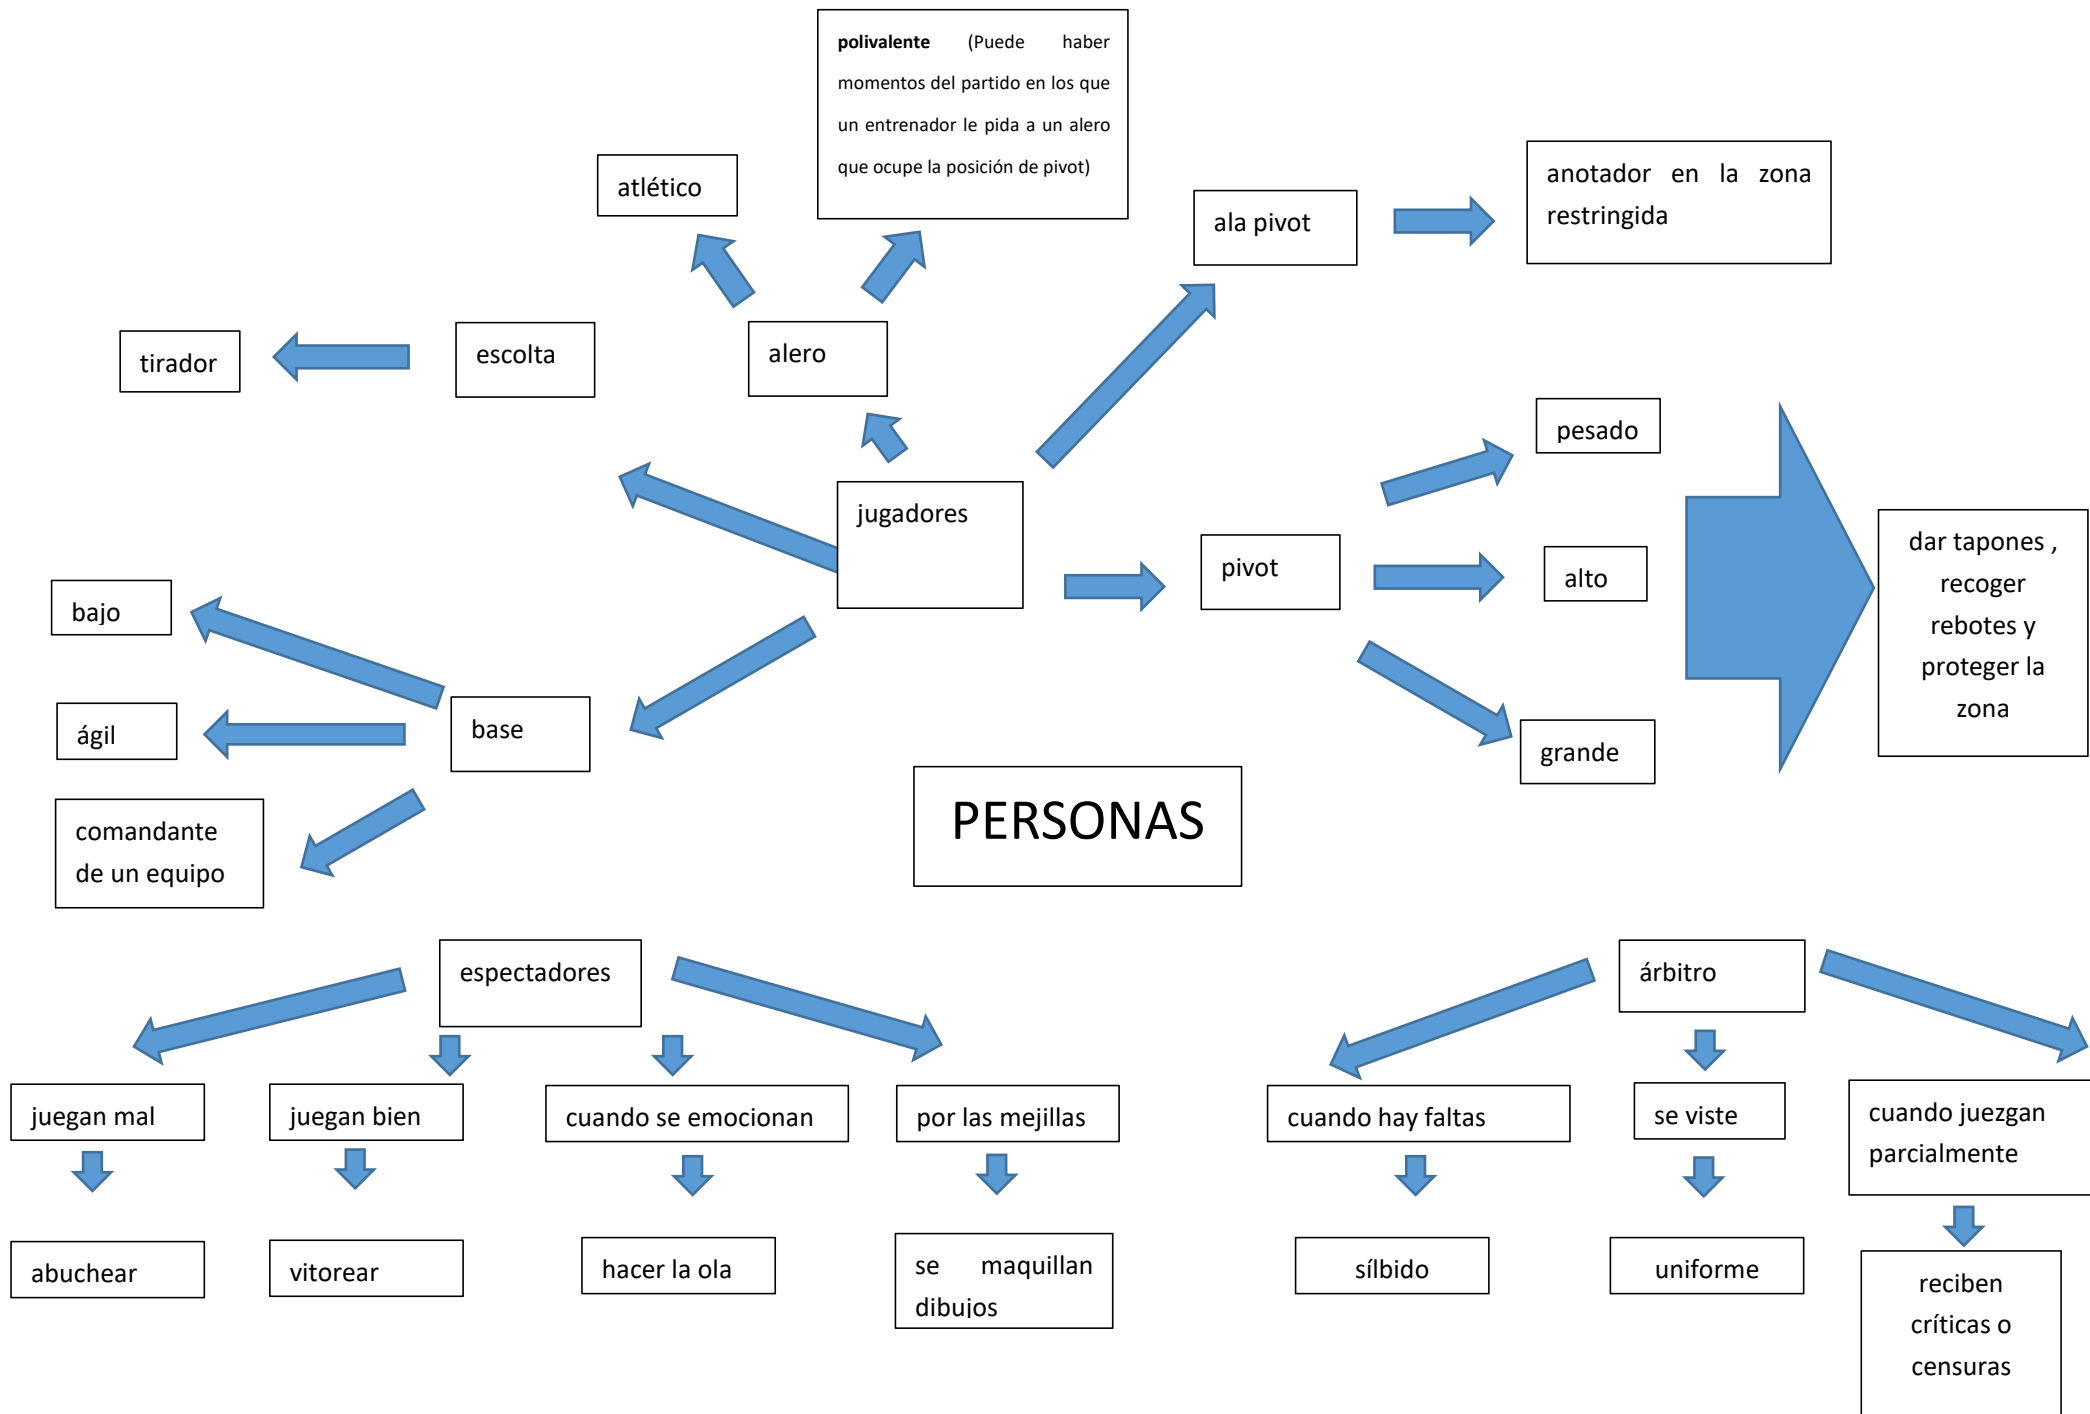 polivalente (Puede haber
momentos del partido en los que
un entrenador le pida a un alero
que ocupe la posición de pivot)
atlético
ala pivot
anotador en la zona
restringida
tirador
escolta
alero
pesado
jugadores
pivot
alto
dar tapones ,
recoger
rebotes y
proteger la
zona
bajo
ágil
base
grande
comandante
de un equipo
PERSONAS
espectadores
árbitro
juegan mal
juegan bien
cuando se emocionan
por las mejillas
cuando hay faltas
se viste
cuando juezgan
parcialmente
abuchear
vitorear
hacer la ola
se maquillan
dibujos
sílbido
uniforme
reciben
críticas o
censuras